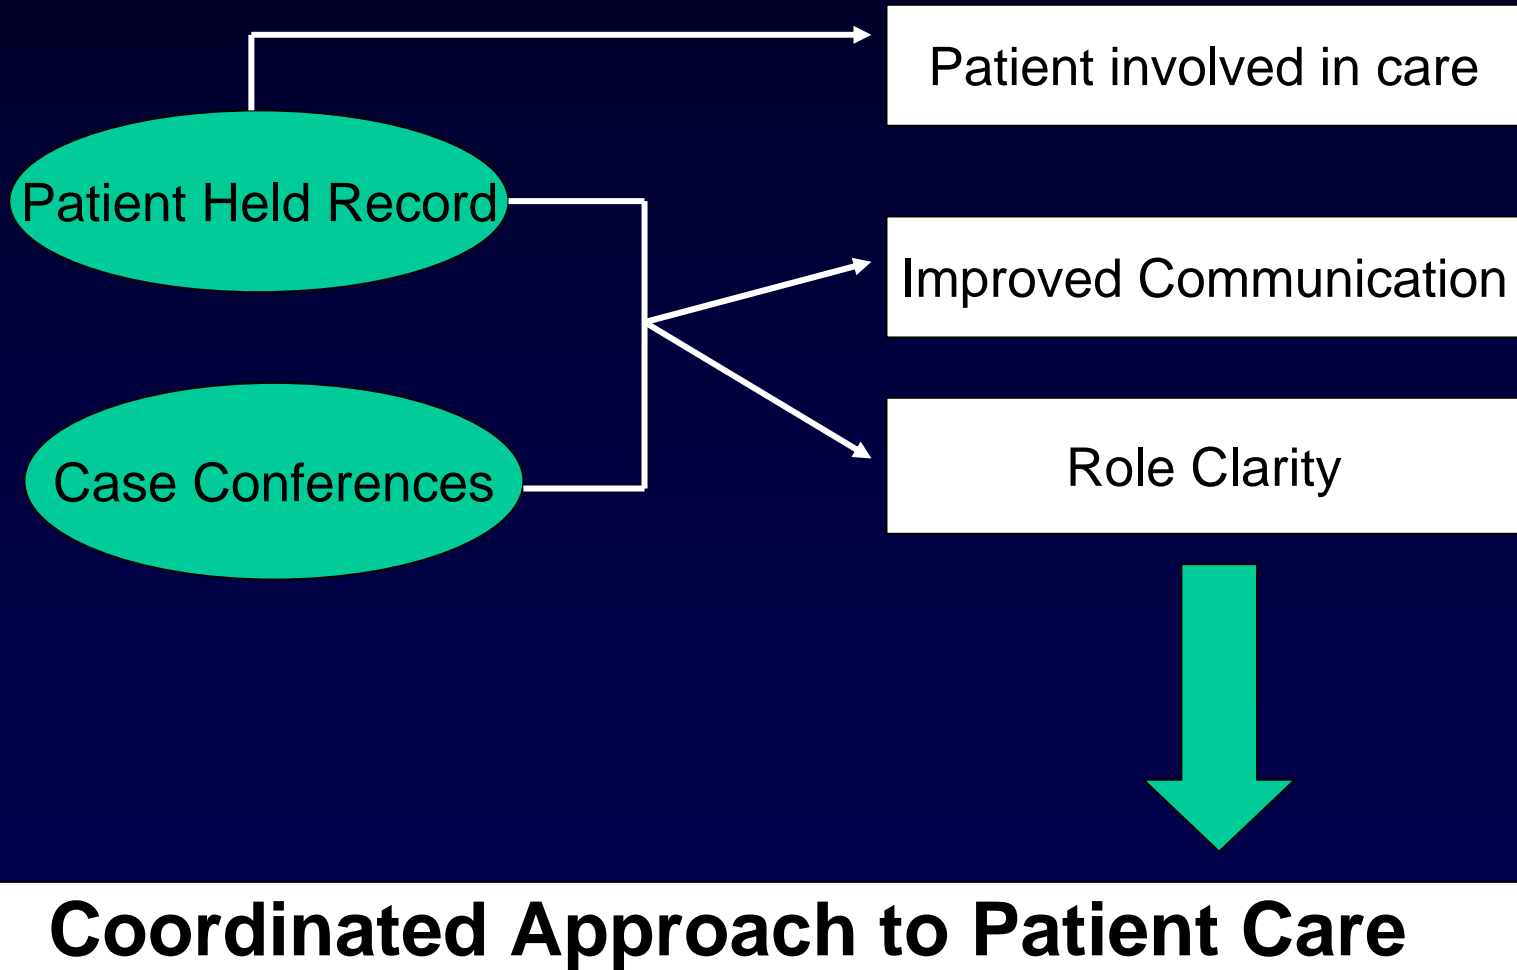 Patient involved in care
Patient Held Record
Improved Communication
Case Conferences
Role Clarity
Coordinated Approach to Patient Care